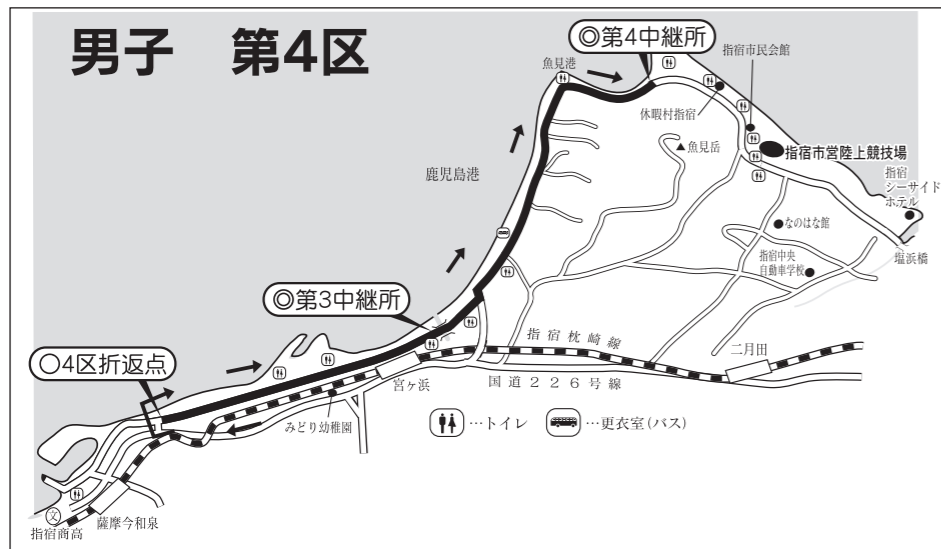 男子　第4区
◎第4中継所
指宿市民会館
魚見港
休暇村指宿
▲魚見岳
指宿市営陸上競技場
鹿児島港
指宿
シーサイド
ホテル
なのはな館
塩浜橋
指宿中央
自動車学校
◎第3中継所
指宿枕崎線
二月田
○4区折返点
宮ヶ浜
国道226号線
みどり幼稚園
…トイレ
…更衣室(バス)
文
薩摩今和泉
指宿商高